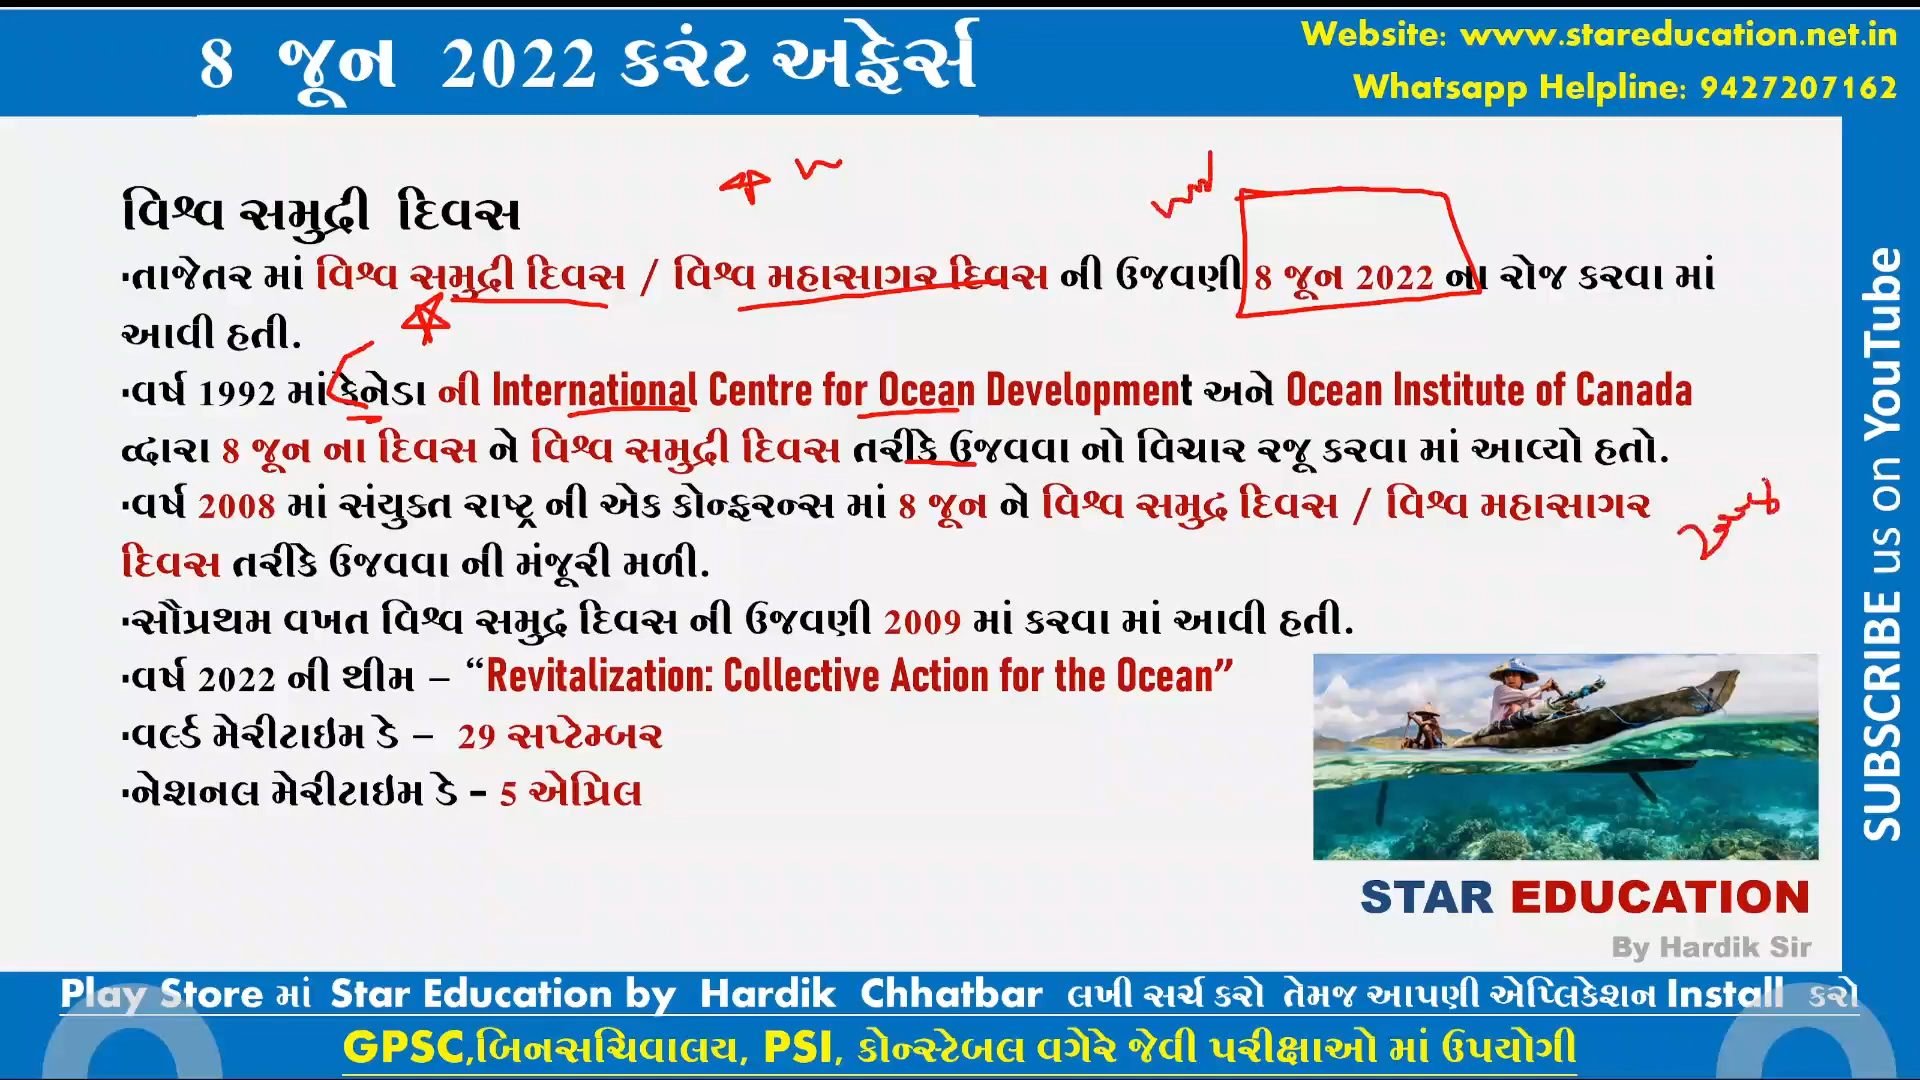 8 જૂન 2022 કરંટ અફેર્સ
Website: www.stareducation.net.in
Whatsapp Helpline: 9427207162
વિશ્વ સમુદ્રી દિવસ
▪તાજેતર માં વિશ્વ સમુદ્રી દિવસ / વિશ્વ મહાસાગર દિવસ ની ઉજવણી 8 જૂન 2022 ના રોજ કરવા માં
આવી હતી.
▪વર્ષ 1992 માં કેનેડા ની International Centre for Ocean Development અને Ocean Institute of Canada
દ્વારા 8 જૂન ના દિવસ ને વિશ્વ સમુદ્રી દિવસ તરીકે ઉજવવા નો વિચાર રજૂ કરવા માં આવ્યો હતો.
▪વર્ષ 2008 માં સંયુક્ત રાષ્ટ્ર ની એક કોન્ફરન્સ માં 8 જૂન ને વિશ્વ સમુદ્ર દિવસ / વિશ્વ મહાસાગર
દિવસ તરીકે ઉજવવા ની મંજૂરી મળી.
▪સૌપ્રથમ વખત વિશ્વ સમુદ્ર દિવસ ની ઉજવણી 2009 માં કરવા માં આવી હતી.
▪વર્ષ 2022 ની થીમ – “Revitalization: Collective Action for the Ocean”
▪વર્લ્ડ મેરીટાઇમ ડે – 29 સપ્ટેમ્બર
▪નેશનલ મેરીટાઇમ ડે - 5 એપ્રિલ
SUBSCRIBE us on YouTube
STAR EDUCATION
By Hardik Sir
Play Store માં Star Education by Hardik Chhatbar લખી સર્ચ કરો તેમજ આપણી એપ્લિકેશન Install કરો
GPSC,બિનસચિવાલય, PSI, કોન્સ્ટેબલ વગેરે જેવી પરીક્ષાઓ માં ઉપયોગી